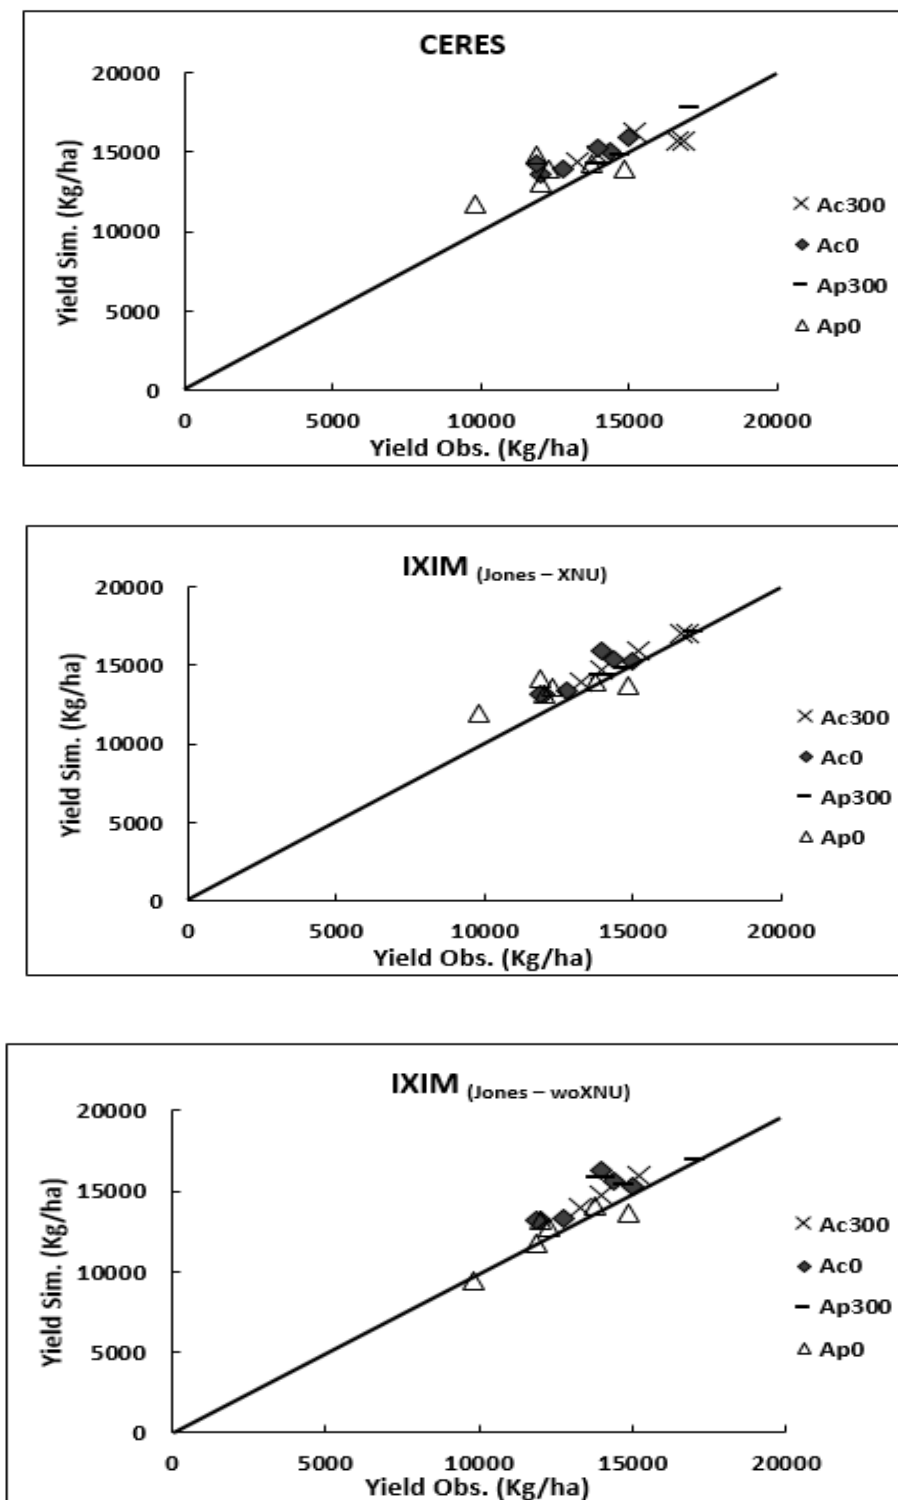 CERES
20000
15000
10000
5000
0
0 5000 10000 15000 20000
Yield Sim. (Kg/ha)
Yield Obs. (Kg/ha)
Ac300
Ac0
Ap300
Ap0
IXIM (Jones – XNU)
20000
15000
10000
5000
0
0 5000 10000 15000 20000
Yield Sim. (Kg/ha)
Yield Obs. (Kg/ha)
Ac300
Ac0
Ap300
Ap0
IXIM (Jones – woXNU)
20000
15000
10000
5000
0
0 5000 10000 15000 20000
Yield Sim. (Kg/ha)
Yield Obs. (Kg/ha)
Ac300
Ac0
Ap300
Ap0